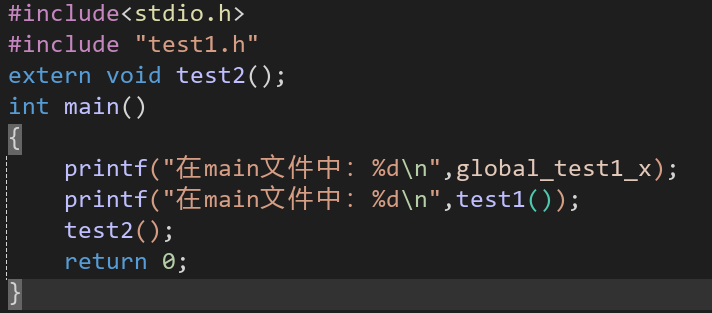 #include<stdio.h>
#include "test1.h"
extern void test2();
int main()
{
    printf("在main文件中: %d\n",global_test1_x);
    printf("在main文件中: %d\n",test1());
    test2();
    return 0;
}